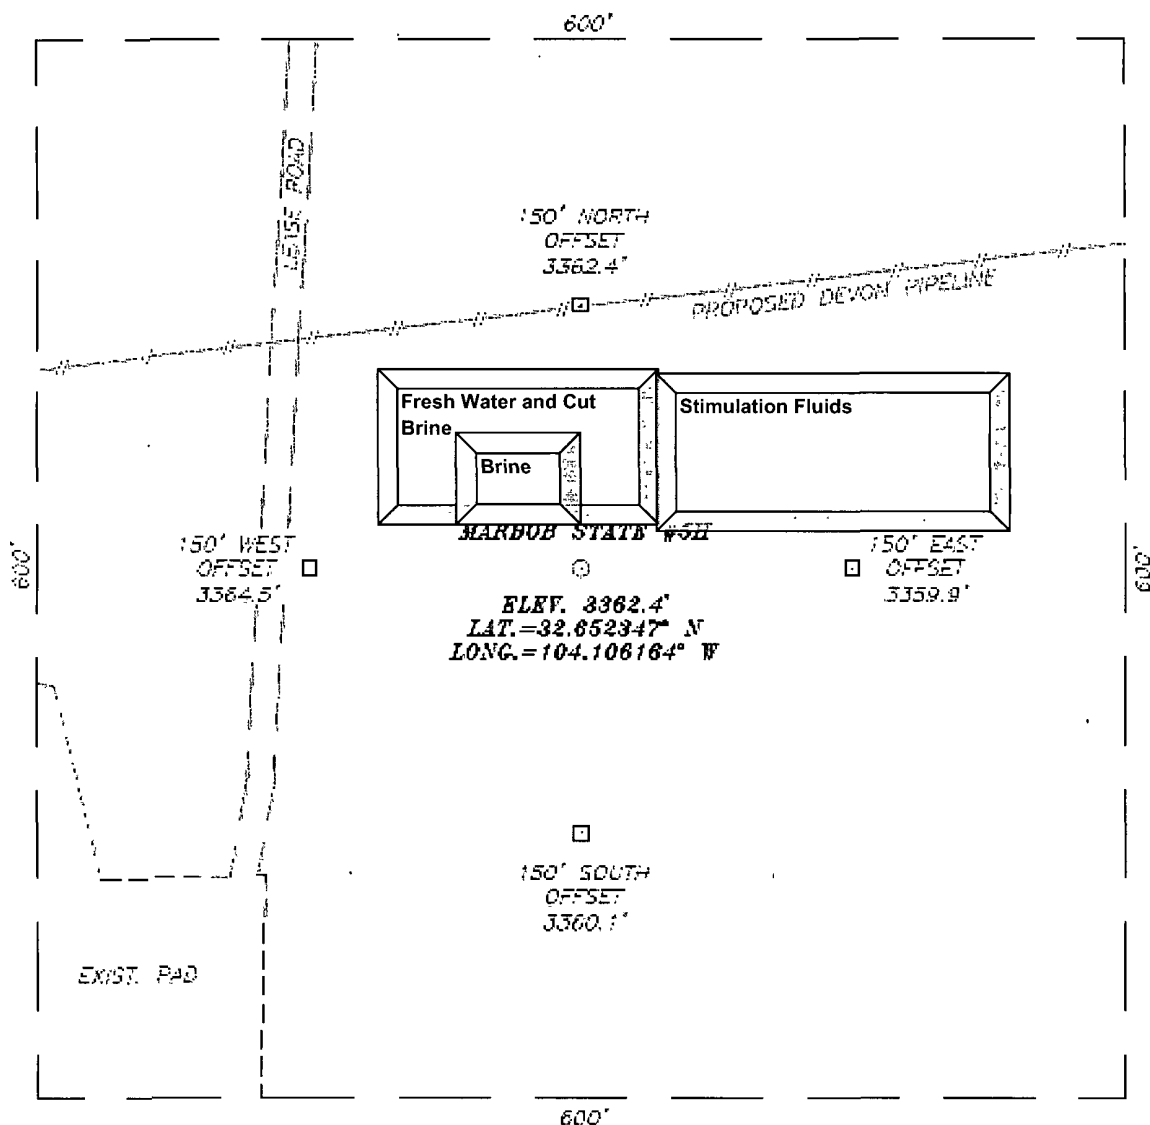 600'
LEASE ROAD
150' NORTH
OFFSET
3362.4'
PROPOSED DEVON PIPELINE
Fresh Water and Cut
Brine
Brine
Stimulation Fluids
MARBOB STATE #5H
150' WEST
OFFSET
3364.5'
150' EAST
OFFSET
3359.9'
600'
600'
ELEV. 3362.4'
LAT.=32.652347° N
LONG.=104.106164° W
150' SOUTH
OFFSET
3360.1'
EXIST. PAD
600'